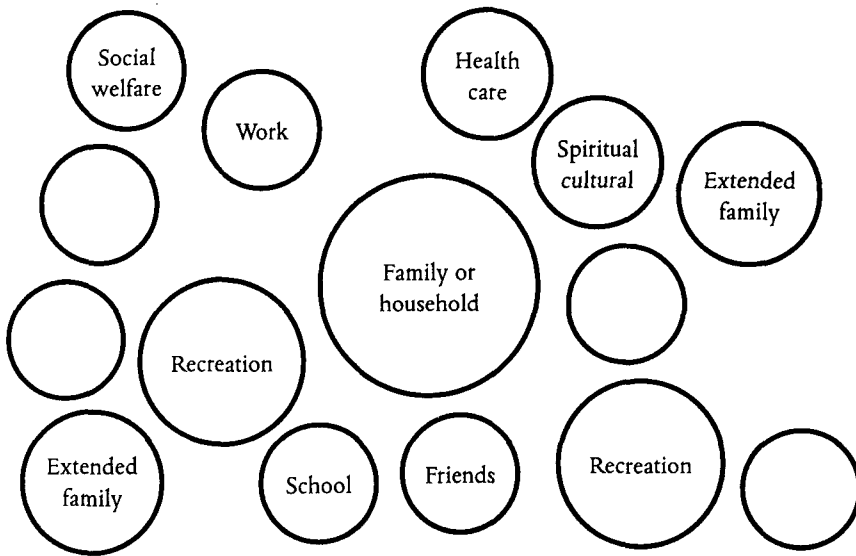 Social
welfare
Health
care
Work
Spiritual
cultural
Extended
family
Family or
household
Recreation
Extended
family
School
Friends
Recreation